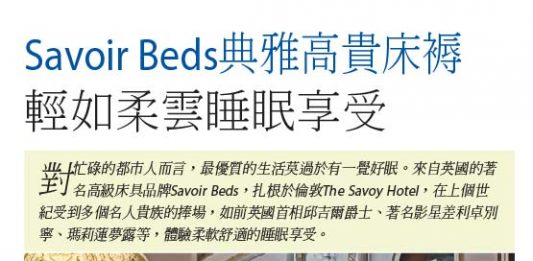 Savoir Beds典雅高貴床褥
輕如柔雲睡眠享受
對忙碌的都市人而言，最優質的生活莫過於有一覺好眠。來自英國的著
名高級床具品牌Savoir Beds，扎根於倫敦The Savoy Hotel，在上個世
紀受到多個名人貴族的捧場，如前英國首相邱吉爾爵士、著名影星差利卓別
寧、瑪莉蓮夢露等，體驗柔軟舒適的睡眠享受。